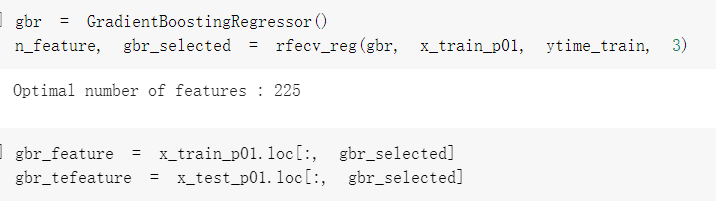 ] gbr = GradientBoostingRegressor()
n_feature, gbr_selected = rfecv_reg(gbr, x_train_p01, ytime_train, 3)
Optimal number of features : 225
] gbr_feature = x_train_p01.loc[:, gbr_selected]
gbr_tefeature = x_test_p01.loc[:, gbr_selected]